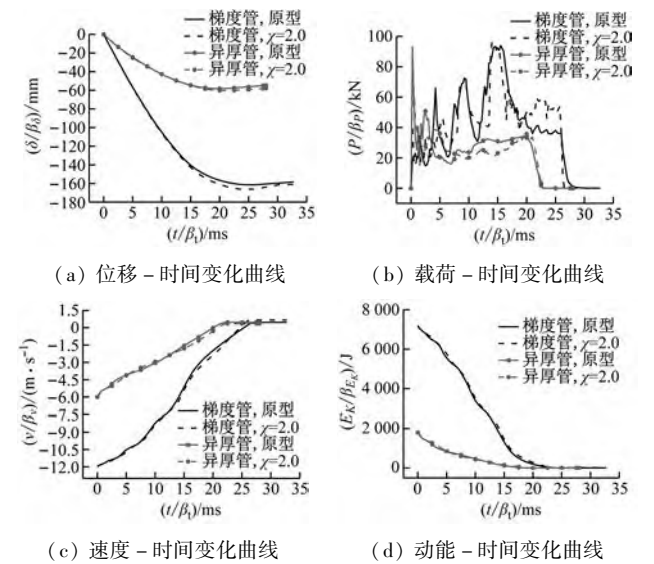 梯度管, 原型
梯度管, χ=2.0
异厚管, 原型
异厚管, χ=2.0
0
−20
−40
−60
−80
−100
−120
−140
−160
−180
(δ/βδ)/mm
0 5 10 15 20 25 30 35
(t/βt)/ms
(a) 位移 – 时间变化曲线
梯度管, 原型
梯度管, χ=2.0
异厚管, 原型
异厚管, χ=2.0
100
80
60
40
20
0
(P/βP)/kN
0 5 10 15 20 25 30 35
(t/βt)/ms
(b) 载荷 – 时间变化曲线
1.5
0
−1.5
−3.0
−4.5
−6.0
−7.5
−9.0
−10.5
−12.0
(v/βv)/(m·s⁻¹)
梯度管, 原型
梯度管, χ=2.0
异厚管, 原型
异厚管, χ=2.0
0 5 10 15 20 25 30 35
(t/βt)/ms
(c) 速度 – 时间变化曲线
8 000
6 000
4 000
2 000
0
(EK/βEK)/J
梯度管, 原型
梯度管, χ=2.0
异厚管, 原型
异厚管, χ=2.0
0 5 10 15 20 25 30 35
(t/βt)/ms
(d) 动能 – 时间变化曲线